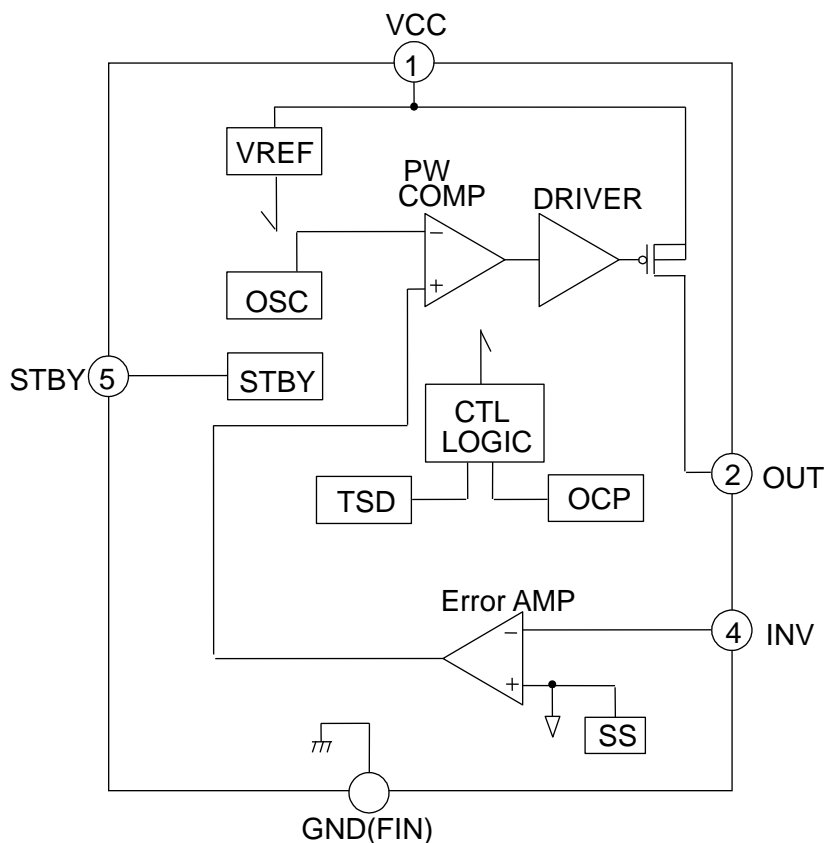 VCC
1
VREF
PW
COMP
DRIVER
−
+
OSC
STBY
5
STBY
CTL
LOGIC
TSD
OCP
2
OUT
Error AMP
−
+
4
INV
SS
GND(FIN)